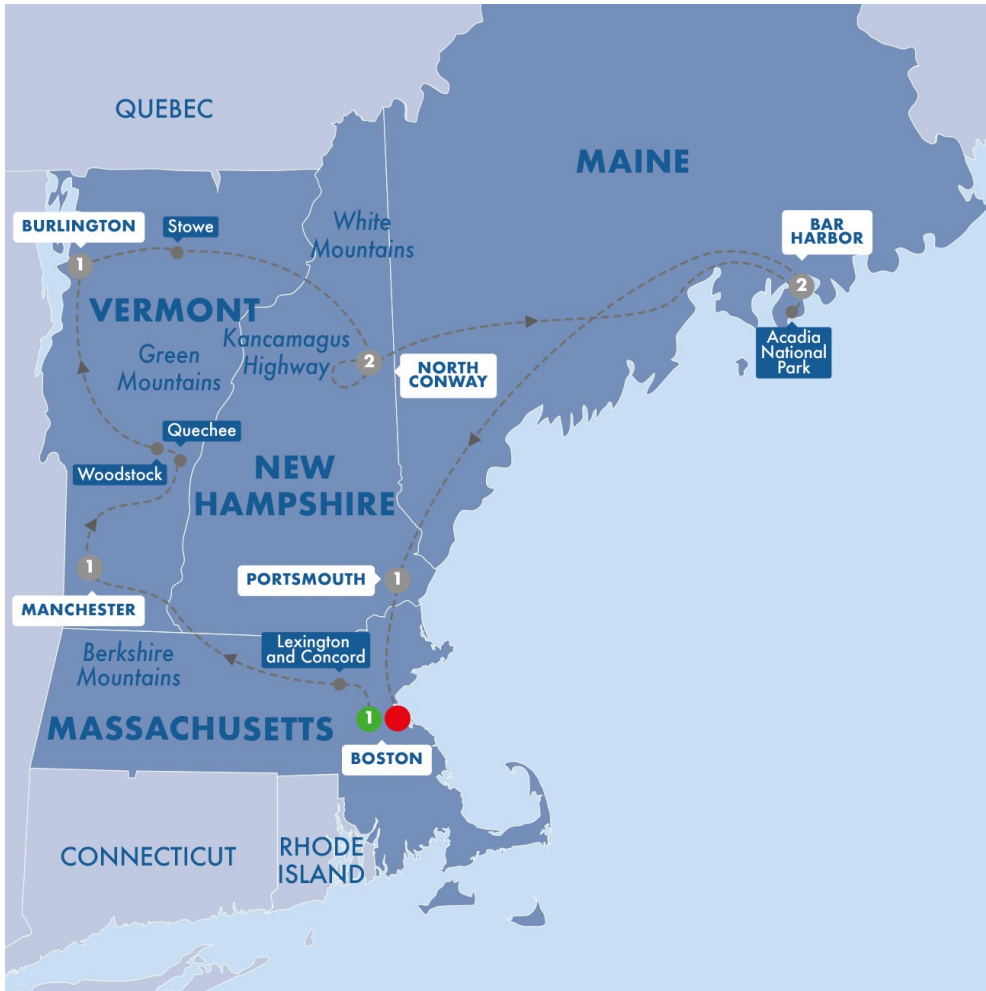 QUEBEC
MAINE
BURLINGTON
Stowe
White
Mountains
BAR
HARBOR
1
2
VERMONT
Kancamagus
Highway
Green
Mountains
2
NORTH
CONWAY
Acadia
National
Park
Quechee
Woodstock
NEW
HAMPSHIRE
1
MANCHESTER
PORTSMOUTH
1
Lexington
and Concord
Berkshire
Mountains
MASSACHUSETTS
1
BOSTON
CONNECTICUT
RHODE
ISLAND